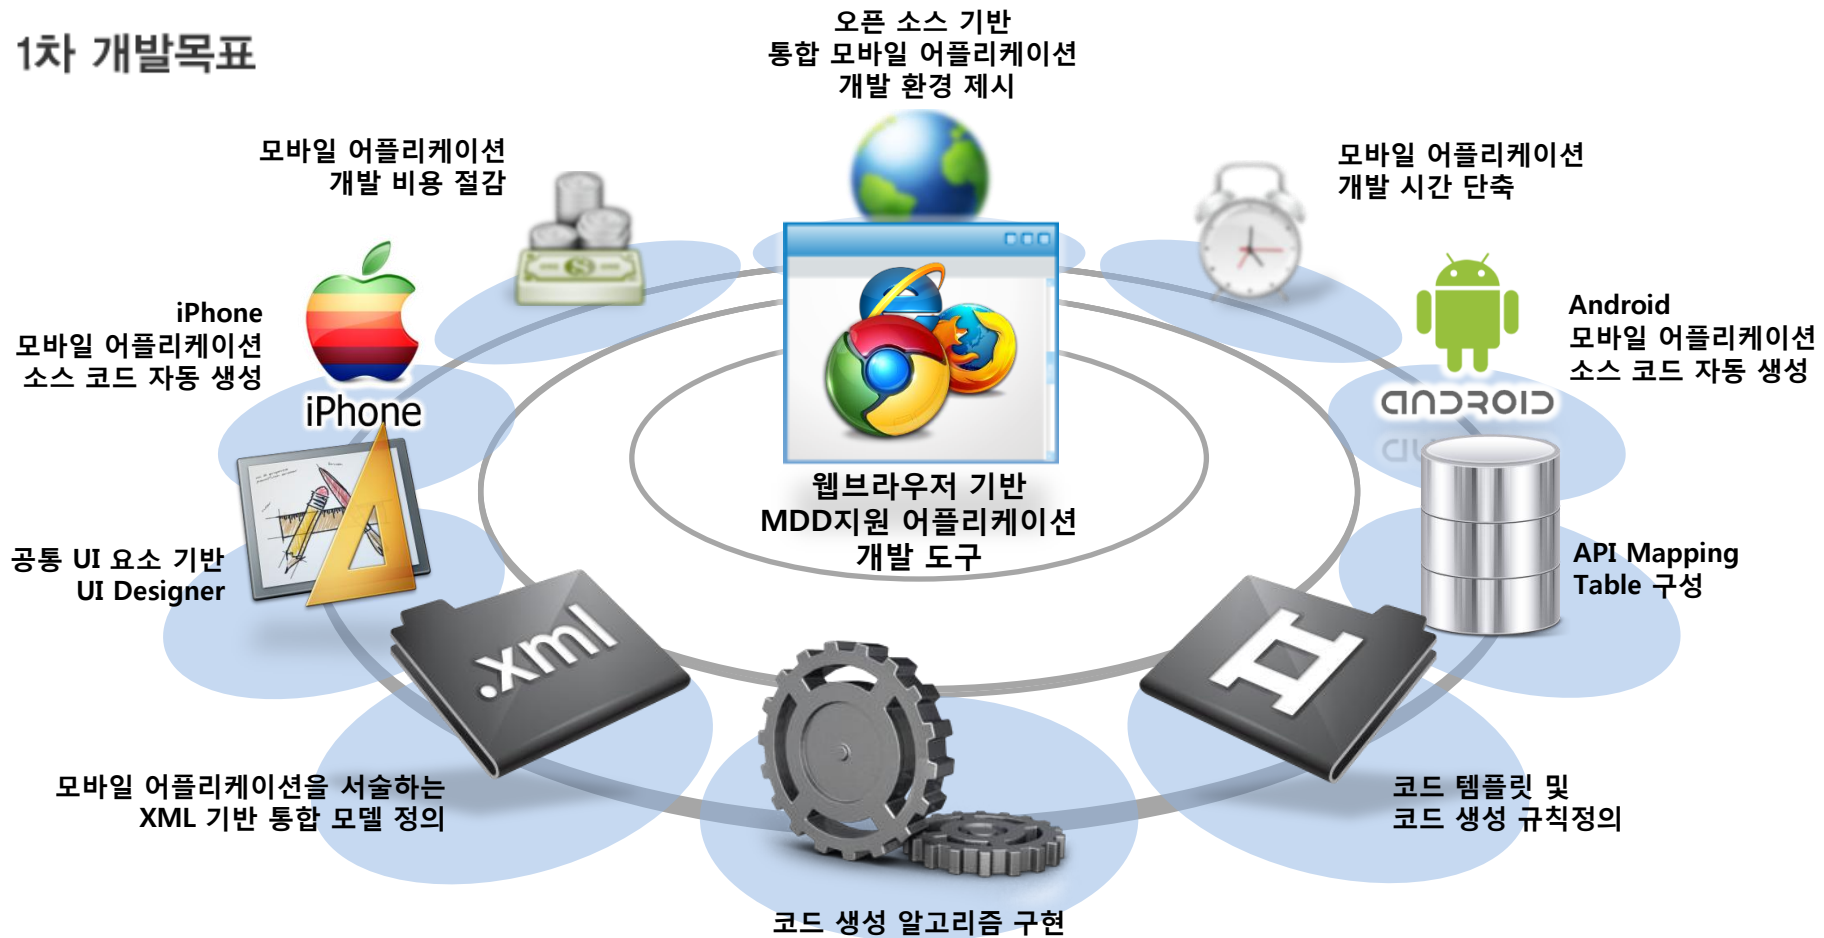 1차 개발목표
오픈 소스 기반
통합 모바일 어플리케이션
개발 환경 제시
모바일 어플리케이션
개발 비용 절감
모바일 어플리케이션
개발 시간 단축
iPhone
모바일 어플리케이션
소스 코드 자동 생성
iPhone
Android
모바일 어플리케이션
소스 코드 자동 생성
ANDROID
웹브라우저 기반
MDD지원 어플리케이션
개발 도구
공통 UI 요소 기반
UI Designer
API Mapping
Table 구성
.xml
모바일 어플리케이션을 서술하는
XML 기반 통합 모델 정의
코드 템플릿 및
코드 생성 규칙정의
코드 생성 알고리즘 구현